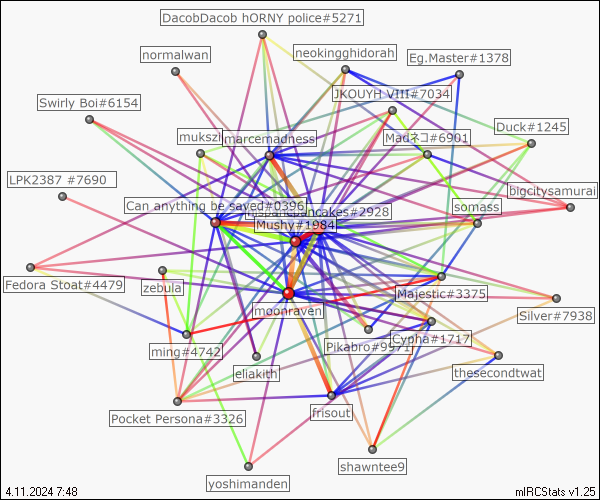 DacobDacob hORNY police#5271
normalwan
neokingghidorah
Eg.Master#1378
JKOUYH VIII#7034
Swirly Boi#6154
mukszi
marcemadness
Madネコ#6901
Duck#1245
LPK2387 #7690
bigcitysamurai
Can anything be sayed#0396
pancakes#2928
somass
Mushy#1984
Fedora Stoat#4479
zebula
moonraven
Majestic#3375
Silver#7938
ming#4742
Pikabro#9971
Cypha#1717
eliakith
thesecondtwat
Pocket Persona#3326
frisout
shawntee9
yoshimanden
4.11.2024 7:48
mIRCStats v1.25